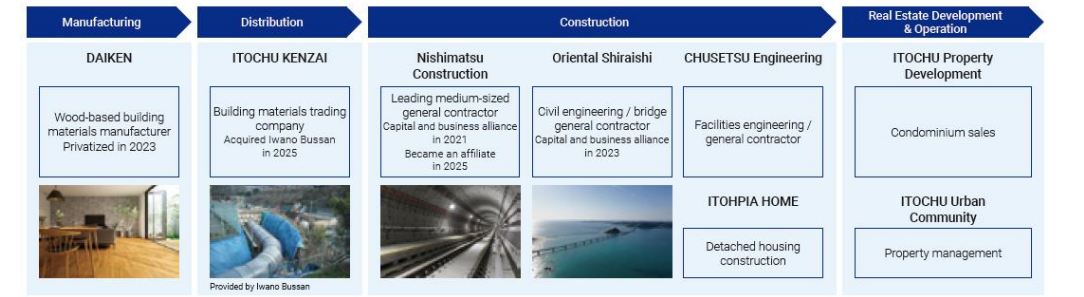 Manufacturing
Distribution
Construction
Real Estate Development
& Operation
DAIKEN
Wood-based building
materials manufacturer
Privatized in 2023
ITOCHU KENZAI
Building materials trading
company
Acquired Iwano Bussan
in 2025
Provided by Iwano Bussan
Nishimatsu
Construction
Leading medium-sized
general contractor
Capital and business alliance
in 2021
Became an affiliate
in 2025
Oriental Shiraishi
Civil engineering / bridge
general contractor
Capital and business alliance
in 2023
CHUSETSU Engineering
Facilities engineering /
general contractor
ITOHPIA HOME
Detached housing
construction
ITOCHU Property
Development
Condominium sales
ITOCHU Urban
Community
Property management